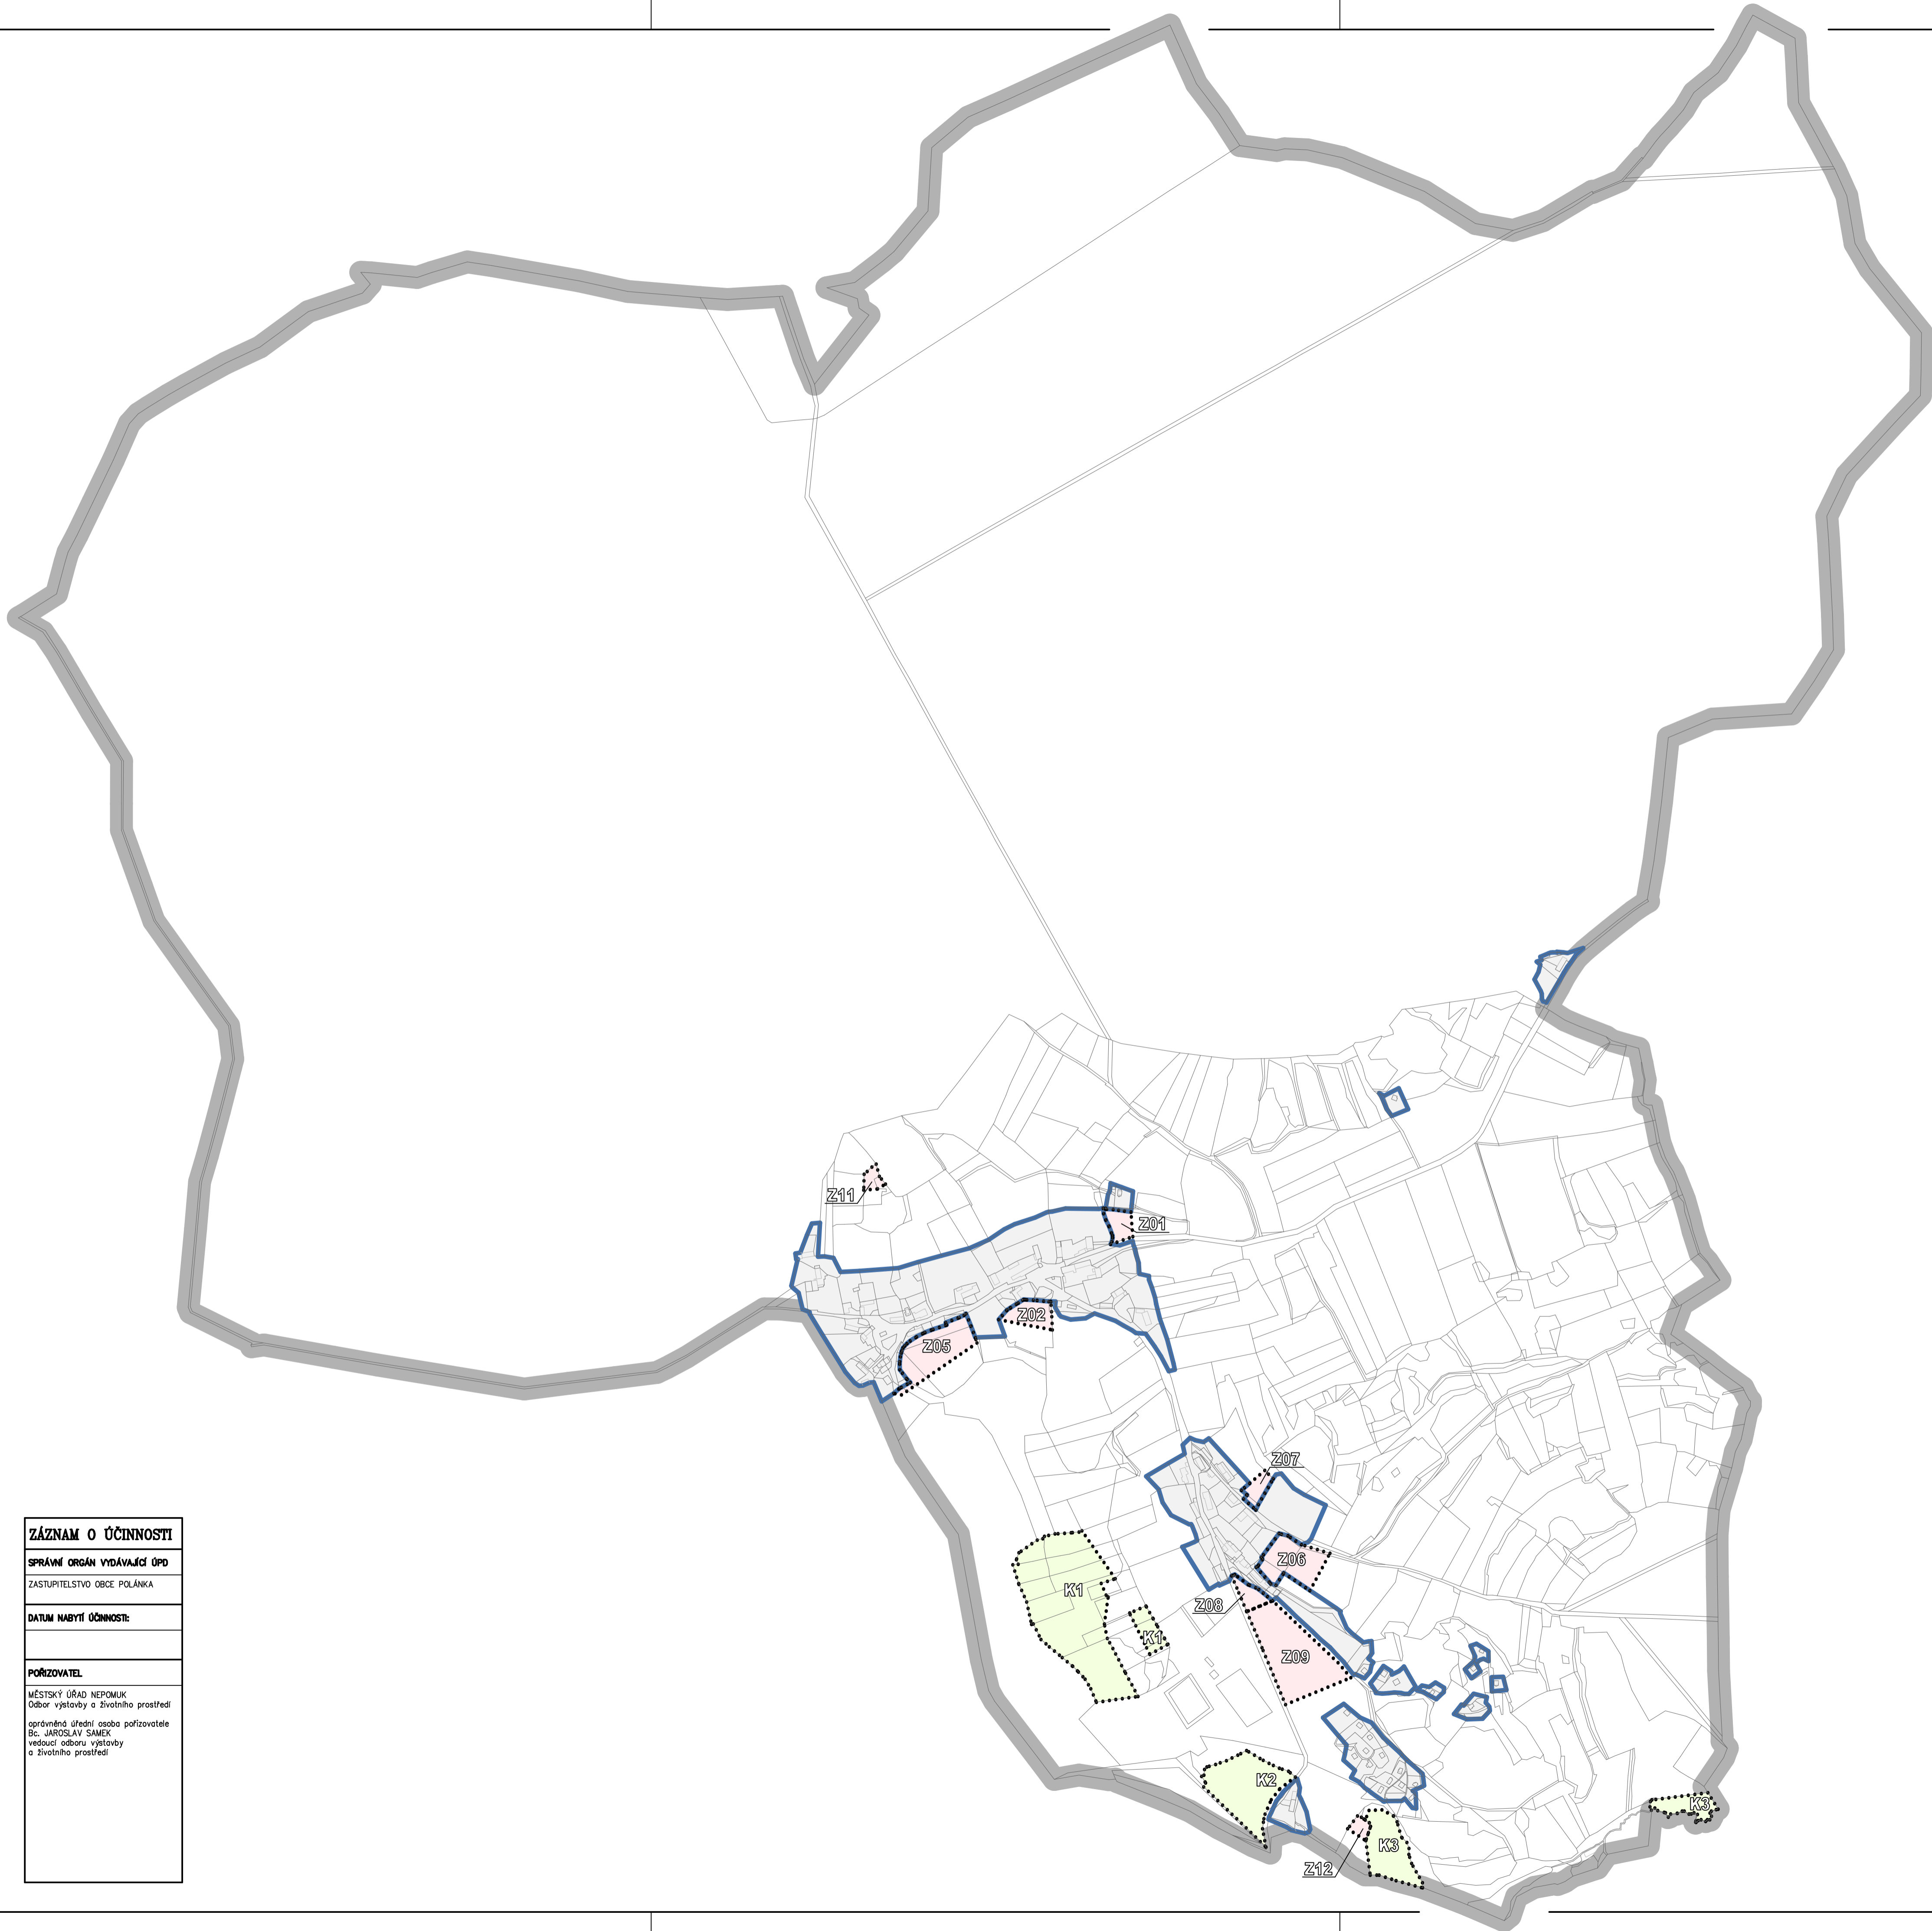 Z11
Z01
Z02
Z05
Z07
Z06
K1
Z08
K1
Z09
K2
K3
K3
Z12
ZÁZNAM O ÚČINNOSTI
SPRÁVNÍ ORGÁN VYDÁVAJÍCÍ ÚPD
ZASTUPITELSTVO OBCE POLÁNKA
DATUM NABYTÍ ÚČINNOSTI:
POŘIZOVATEL
MĚSTSKÝ ÚŘAD NEPOMUK
Odbor výstavby a životního prostředí
oprávněná úřední osoba pořizovatele
Bc. JAROSLAV SAMEK
vedoucí odboru výstavby
a životního prostředí